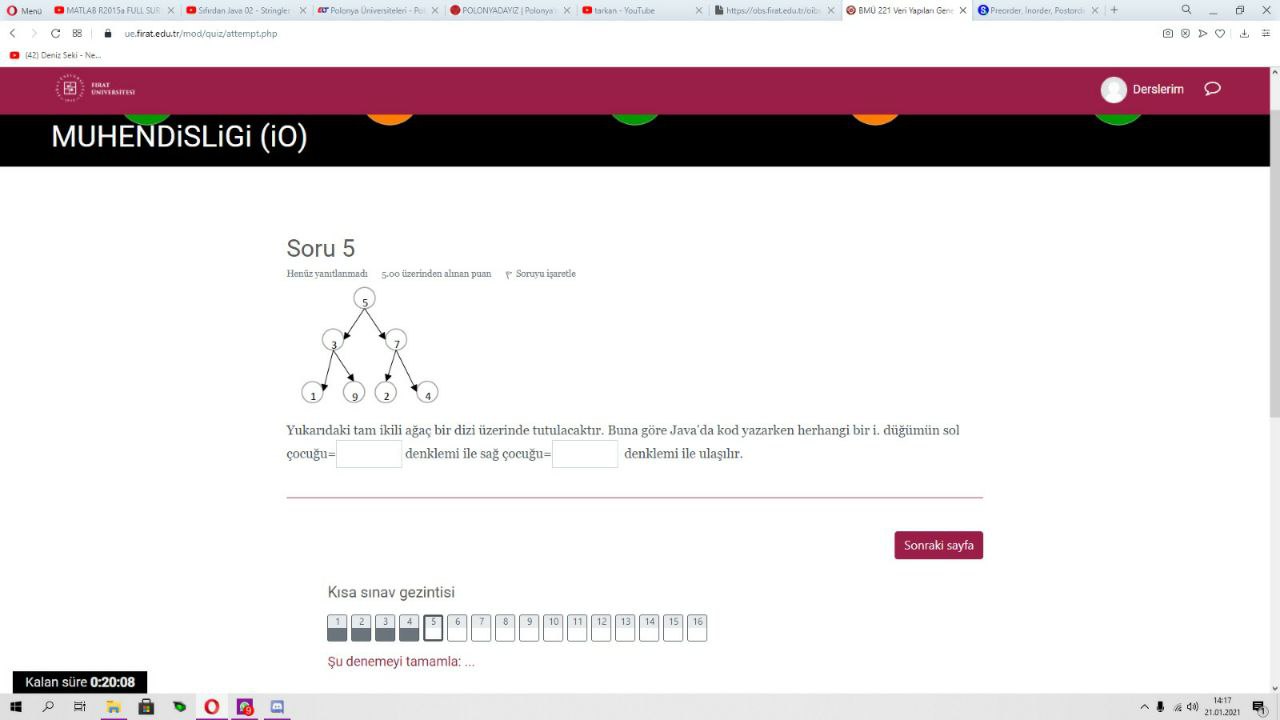 Menü
MATLAB R2015a FULL SUR
Sıfırdan Java 02 - Stringler
Polonya Üniversiteleri - Po
POLONYADAYIZ | Polonya
tarkan - YouTube
https://obs.firat.edu.tr/oibs
BMÜ 221 Veri Yapıları Gene
Preorder, Inorder, Postorde
ue.firat.edu.tr/mod/quiz/attempt.php
(42) Deniz Seki - Ne...
FIRAT
ÜNİVERSİTESİ
Derslerim
MUHENDiSLiGi (iO)
Soru 5
Henüz yanıtlanmadı 5,00 üzerinden alınan puan Soruyu işaretle
5
3 7
1 9 2 4
Yukarıdaki tam ikili ağaç bir dizi üzerinde tutulacaktır. Buna göre Java'da kod yazarken herhangi bir i. düğümün sol
çocuğu= denklemi ile sağ çocuğu= denklemi ile ulaşılır.
Sonraki sayfa
Kısa sınav gezintisi
1 2 3 4 5 6 7 8 9 10 11 12 13 14 15 16
Şu denemeyi tamamla: ...
Kalan süre 0:20:08
14:17
21.01.2021